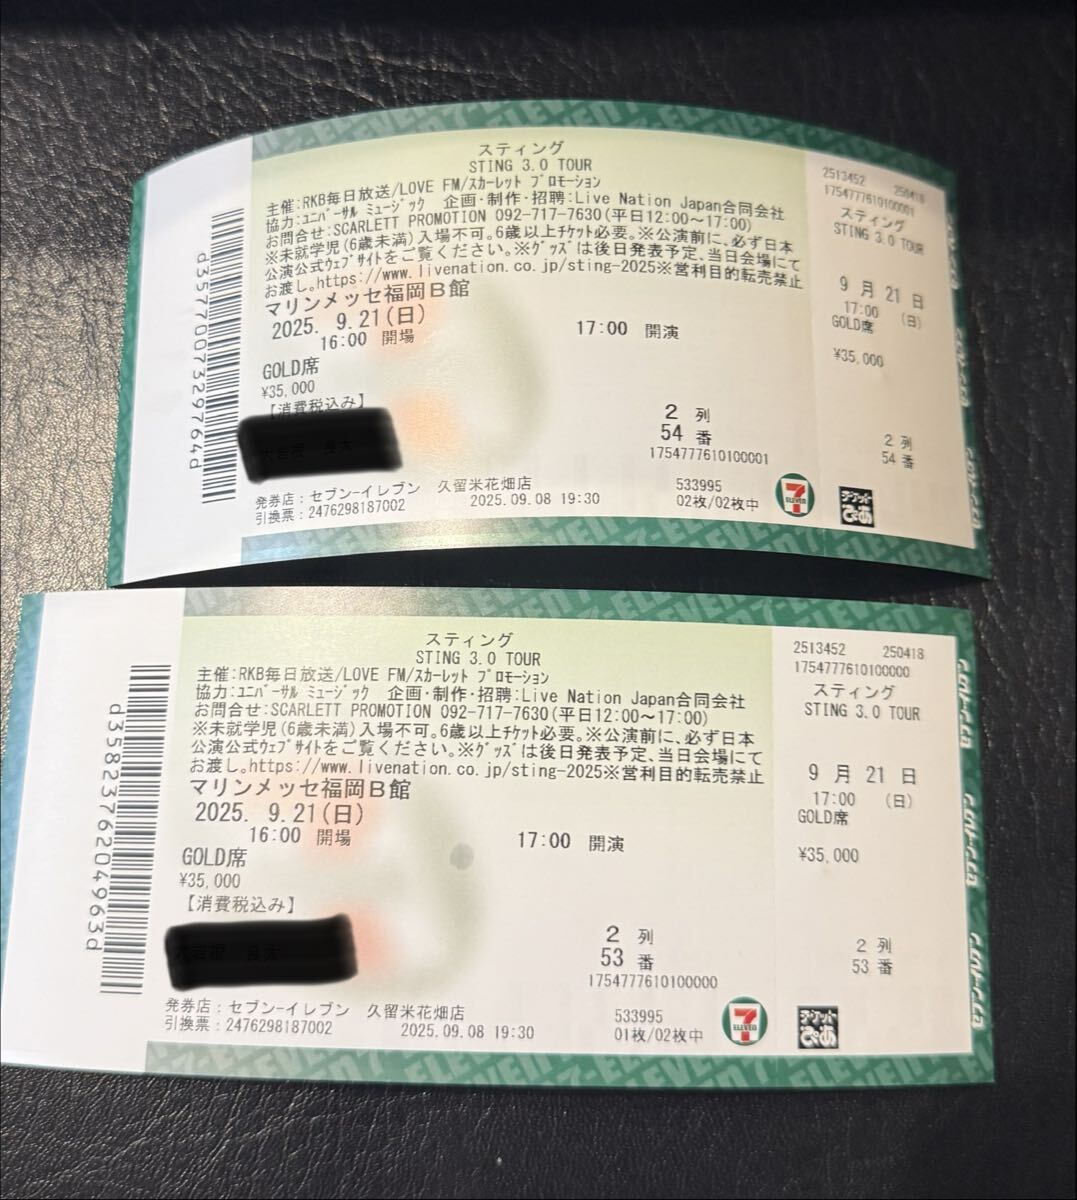 スティング
STING 3.0 TOUR
主催:RKB毎日放送/LOVE FM/スカーレット プロモーション
協力:ユニバーサル ミュージック 企画・制作・招聘:Live Nation Japan合同会社
お問合せ:SCARLETT PROMOTION 092-717-7630(平日12:00～17:00)
※未就学児(6歳未満)入場不可。6歳以上チケット必要。※公演前に、必ず日本
公演公式ウェブサイトをご覧ください。※グッズは後日発表予定、当日会場にて
お渡し。https://www.livenation.co.jp/sting-2025※営利目的転売禁止
マリンメッセ福岡B館
2025. 9.21(日)
16:00 開場 17:00 開演
GOLD席
¥35,000
【消費税込み】
2 列
54 番
1754777610100001
発券店:セブン-イレブン 久留米花畑店
引換票:2476298187002 2025.09.08 19:30
533995
02枚/02枚中
7 ELEVEN
チケットぴあ
d3577007329764d
2513452 250418
1754777610100001
スティング
STING 3.0 TOUR
9 月 21 日
17:00 (日)
GOLD席
¥35,000
2 列
54 番
スティング
STING 3.0 TOUR
主催:RKB毎日放送/LOVE FM/スカーレット プロモーション
協力:ユニバーサル ミュージック 企画・制作・招聘:Live Nation Japan合同会社
お問合せ:SCARLETT PROMOTION 092-717-7630(平日12:00～17:00)
※未就学児(6歳未満)入場不可。6歳以上チケット必要。※公演前に、必ず日本
公演公式ウェブサイトをご覧ください。※グッズは後日発表予定、当日会場にて
お渡し。https://www.livenation.co.jp/sting-2025※営利目的転売禁止
マリンメッセ福岡B館
2025. 9.21(日)
16:00 開場 17:00 開演
GOLD席
¥35,000
【消費税込み】
2 列
53 番
1754777610100000
発券店:セブン-イレブン 久留米花畑店
引換票:2476298187002 2025.09.08 19:30
533995
01枚/02枚中
7 ELEVEN
チケットぴあ
d3582376204963d
2513452 250418
1754777610100000
スティング
STING 3.0 TOUR
9 月 21 日
17:00 (日)
GOLD席
¥35,000
2 列
53 番